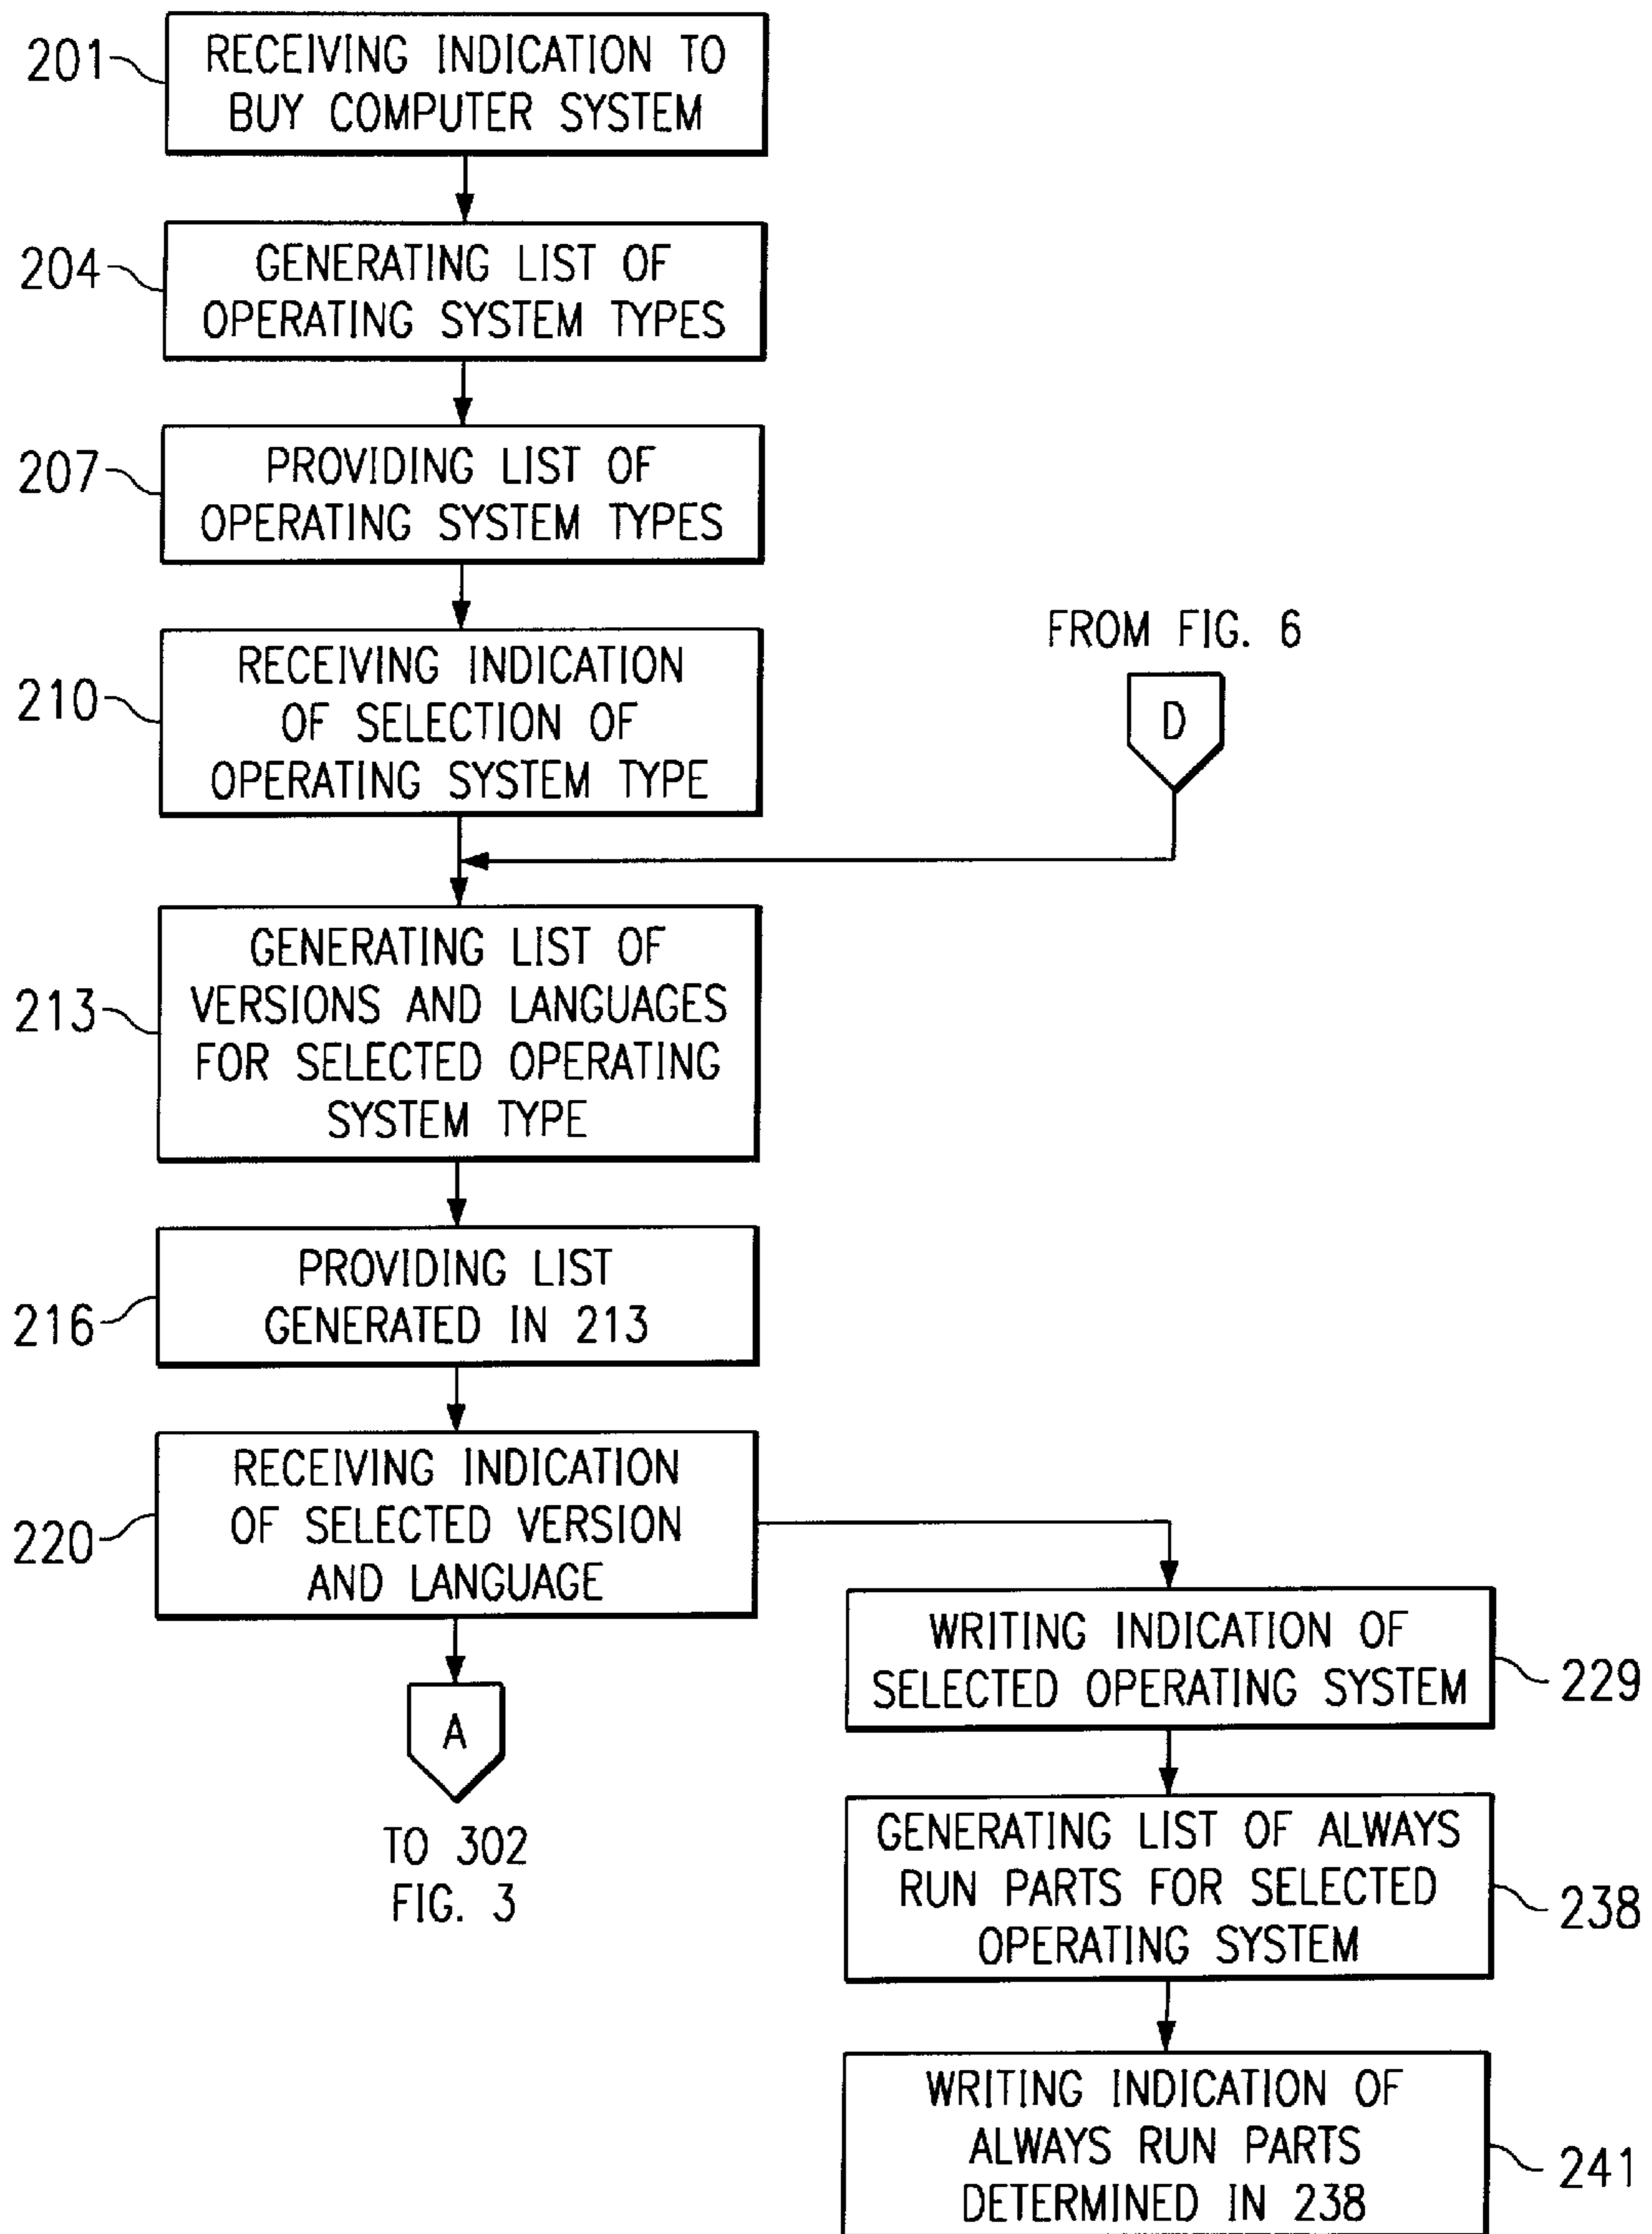 201
RECEIVING INDICATION TO
BUY COMPUTER SYSTEM
204
GENERATING LIST OF
OPERATING SYSTEM TYPES
207
PROVIDING LIST OF
OPERATING SYSTEM TYPES
210
RECEIVING INDICATION
OF SELECTION OF
OPERATING SYSTEM TYPE
FROM FIG. 6
D
213
GENERATING LIST OF
VERSIONS AND LANGUAGES
FOR SELECTED OPERATING
SYSTEM TYPE
216
PROVIDING LIST
GENERATED IN 213
220
RECEIVING INDICATION
OF SELECTED VERSION
AND LANGUAGE
A
TO 302
FIG. 3
WRITING INDICATION OF
SELECTED OPERATING SYSTEM
229
GENERATING LIST OF ALWAYS
RUN PARTS FOR SELECTED
OPERATING SYSTEM
238
WRITING INDICATION OF
ALWAYS RUN PARTS
DETERMINED IN 238
241